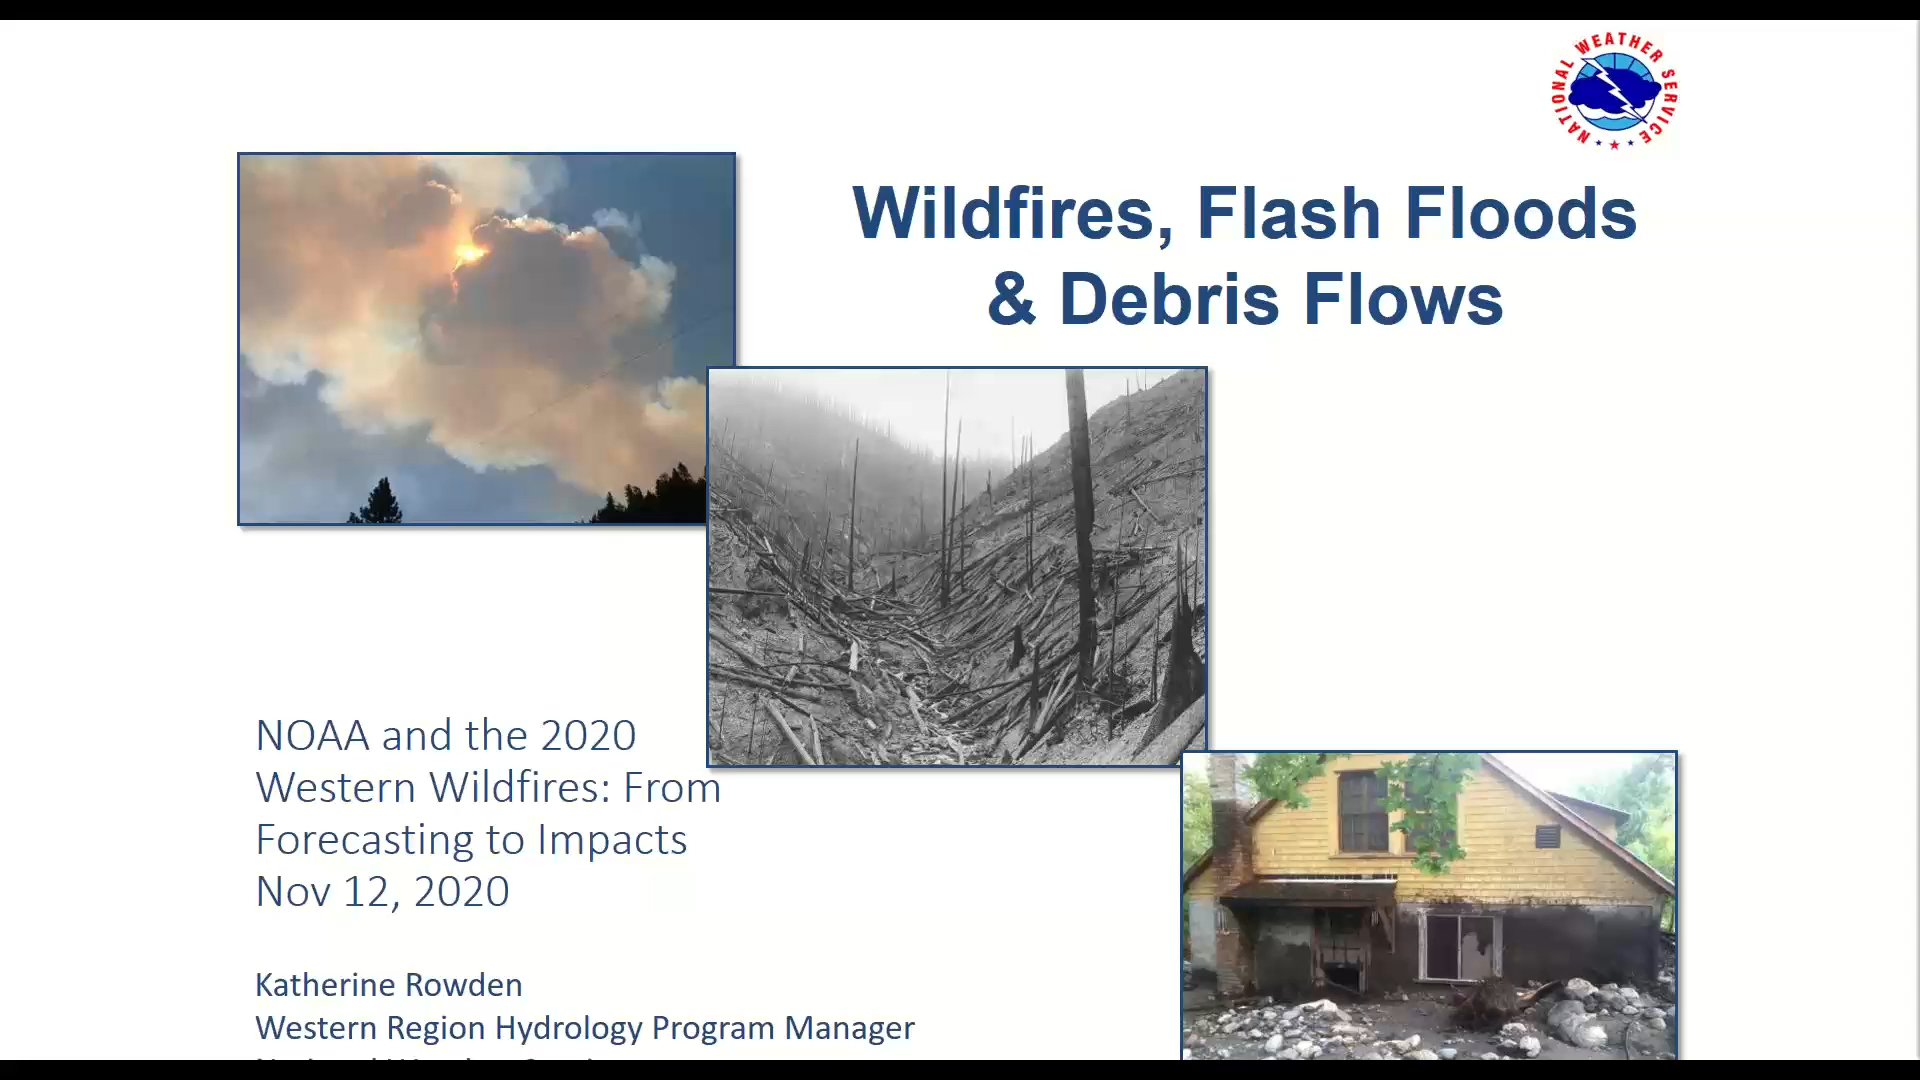 NATIONAL WEATHER SERVICE
Wildfires, Flash Floods
& Debris Flows
NOAA and the 2020
Western Wildfires: From
Forecasting to Impacts
Nov 12, 2020
Katherine Rowden
Western Region Hydrology Program Manager